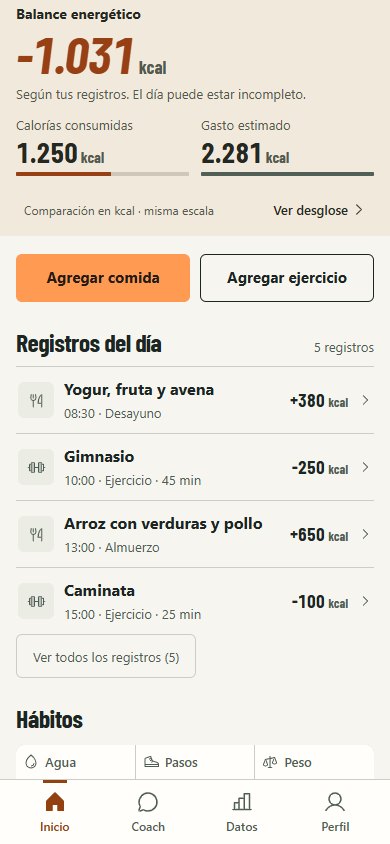 Balance energético
-1.031 kcal
Según tus registros. El día puede estar incompleto.
Calorías consumidas
1.250 kcal
Gasto estimado
2.281 kcal
Comparación en kcal · misma escala
Ver desglose
Agregar comida
Agregar ejercicio
Registros del día
5 registros
Yogur, fruta y avena
08:30 · Desayuno
+380 kcal
Gimnasio
10:00 · Ejercicio · 45 min
-250 kcal
Arroz con verduras y pollo
13:00 · Almuerzo
+650 kcal
Caminata
15:00 · Ejercicio · 25 min
-100 kcal
Ver todos los registros (5)
Hábitos
Agua
Pasos
Peso
Inicio
Coach
Datos
Perfil